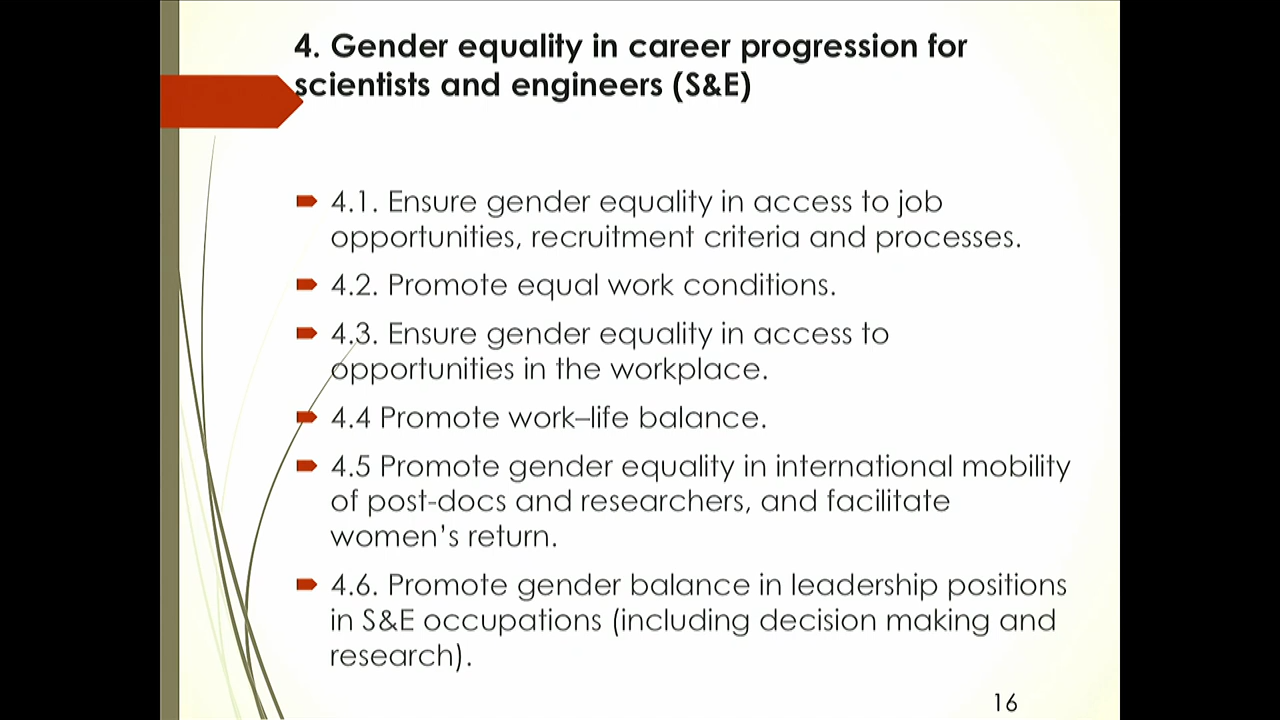 4. Gender equality in career progression for
scientists and engineers (S&E)
4.1. Ensure gender equality in access to job
opportunities, recruitment criteria and processes.
4.2. Promote equal work conditions.
4.3. Ensure gender equality in access to
opportunities in the workplace.
4.4 Promote work–life balance.
4.5 Promote gender equality in international mobility
of post-docs and researchers, and facilitate
women’s return.
4.6. Promote gender balance in leadership positions
in S&E occupations (including decision making and
research).
16